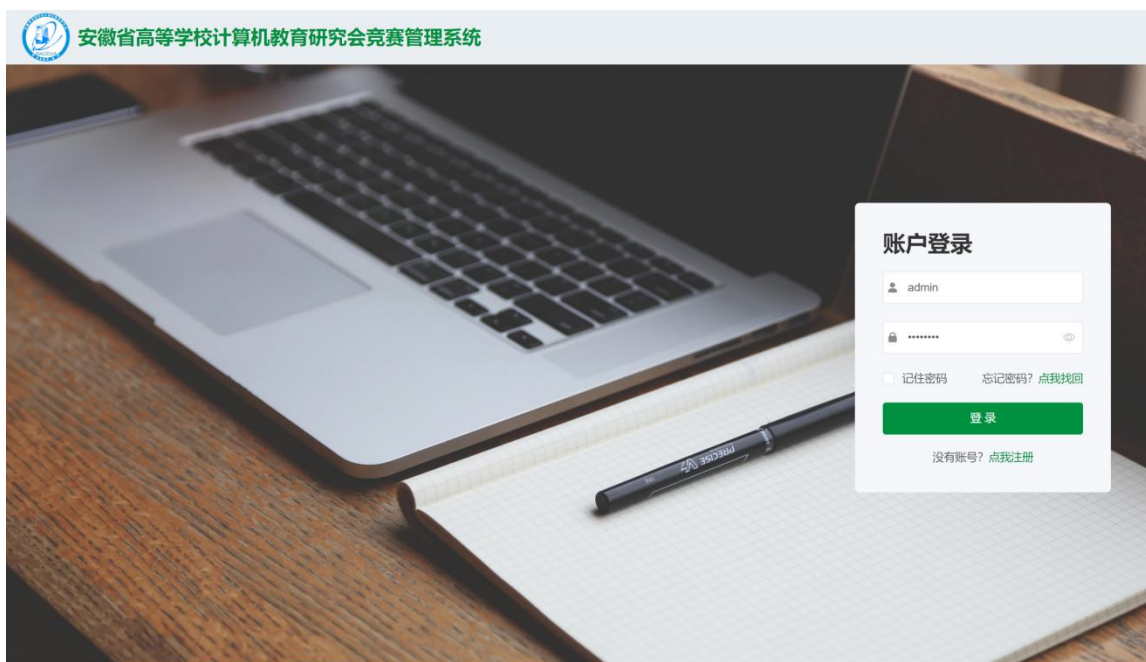 安徽省高等学校计算机教育研究会竞赛管理系统
账户登录
admin
••••••••
记住密码 忘记密码？点我找回
登录
没有账号？点我注册
PRECISE V5